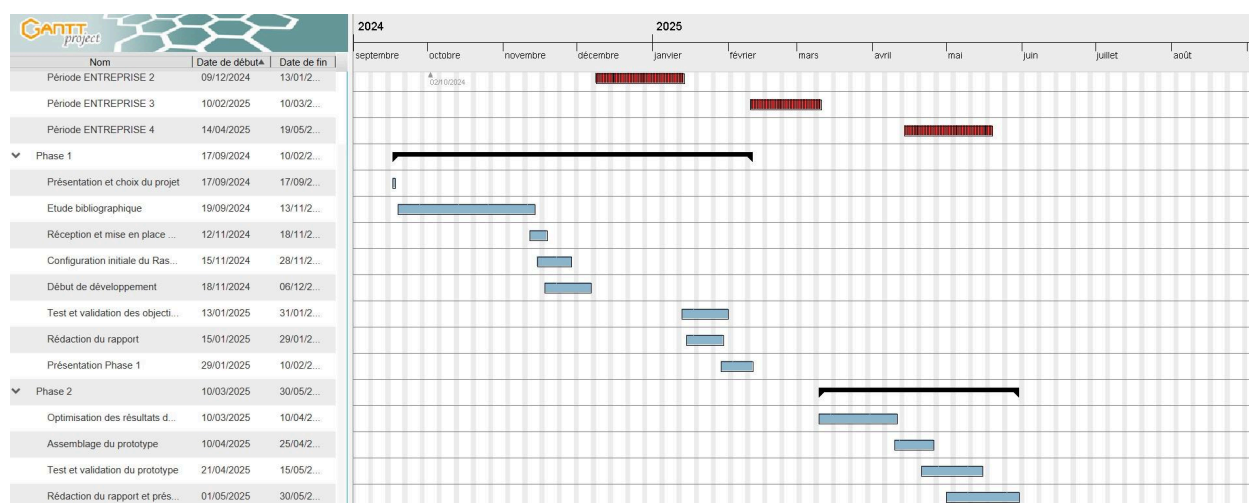 GANTT project
2024 2025
septembre octobre novembre décembre janvier février mars avril mai juin juillet août
Nom Date de début Date de fin
Période ENTREPRISE 2 09/12/2024 13/01/2...
02/10/2024
Période ENTREPRISE 3 10/02/2025 10/03/2...
Période ENTREPRISE 4 14/04/2025 19/05/2...
Phase 1 17/09/2024 10/02/2...
Présentation et choix du projet 17/09/2024 17/09/2...
Etude bibliographique 19/09/2024 13/11/2...
Réception et mise en place ... 12/11/2024 18/11/2...
Configuration initiale du Ras... 15/11/2024 28/11/2...
Début de développement 18/11/2024 06/12/2...
Test et validation des objecti... 13/01/2025 31/01/2...
Rédaction du rapport 15/01/2025 29/01/2...
Présentation Phase 1 29/01/2025 10/02/2...
Phase 2 10/03/2025 30/05/2...
Optimisation des résultats d... 10/03/2025 10/04/2...
Assemblage du prototype 10/04/2025 25/04/2...
Test et validation du prototype 21/04/2025 15/05/2...
Rédaction du rapport et prés... 01/05/2025 30/05/2...